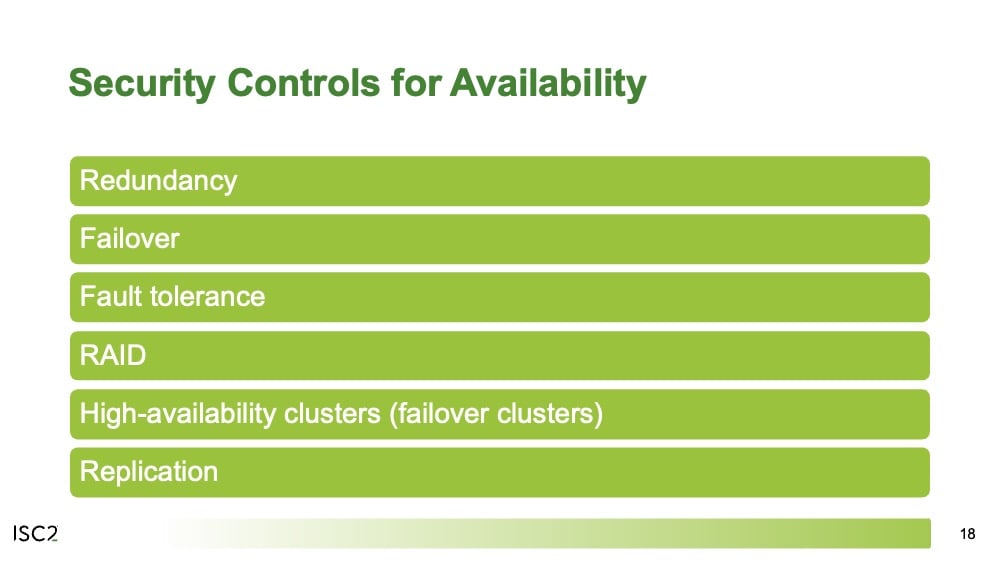 Security Controls for Availability
Redundancy
Failover
Fault tolerance
RAID
High-availability clusters (failover clusters)
Replication
ISC2
18